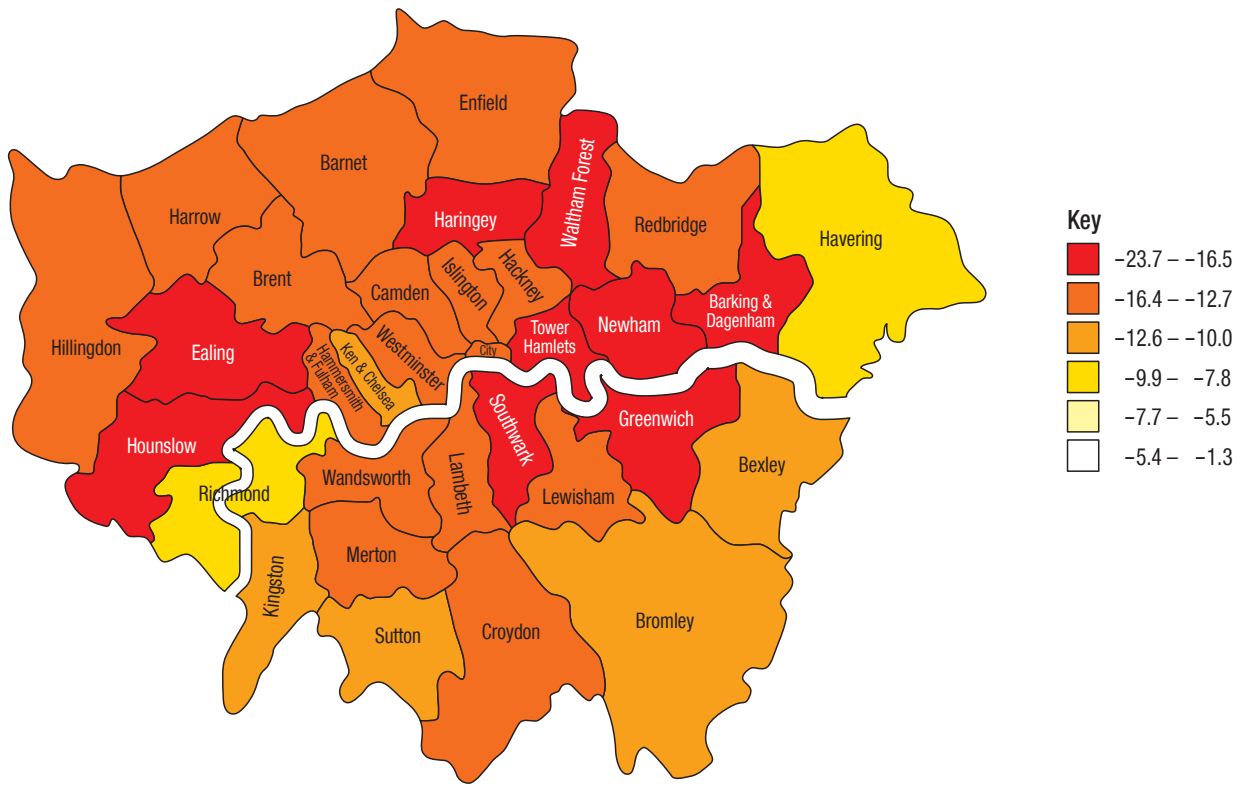 Enfield
Barnet
Waltham Forest
Harrow
Haringey
Redbridge
Havering
Brent
Camden
Islington
Hackney
Hillingdon
Ealing
Hammersmith
& Fulham
Ken & Chelsea
Westminster
City
Tower
Hamlets
Newham
Barking &
Dagenham
Hounslow
Richmond
Wandsworth
Lambeth
Southwark
Lewisham
Greenwich
Bexley
Kingston
Merton
Sutton
Croydon
Bromley
Key
−23.7 – −16.5
−16.4 – −12.7
−12.6 – −10.0
−9.9 – −7.8
−7.7 – −5.5
−5.4 – −1.3